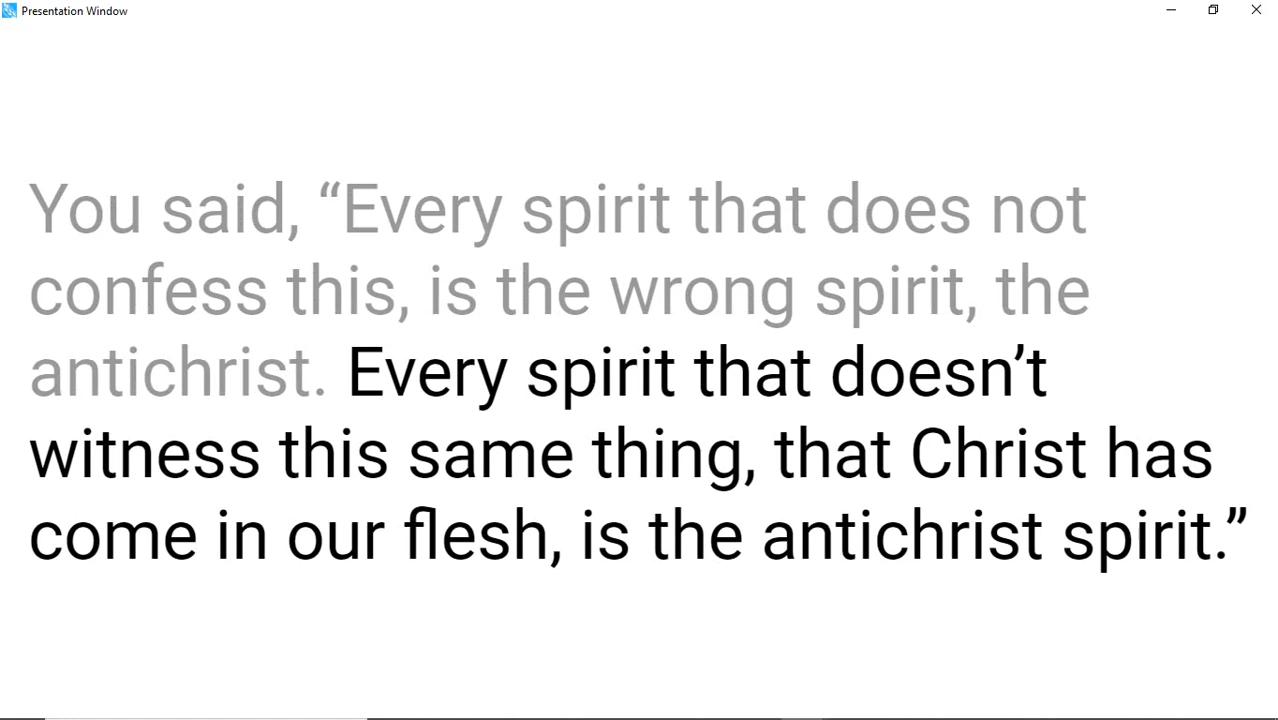 Presentation Window
You said, “Every spirit that does not
confess this, is the wrong spirit, the
antichrist. Every spirit that doesn’t
witness this same thing, that Christ has
come in our flesh, is the antichrist spirit.”